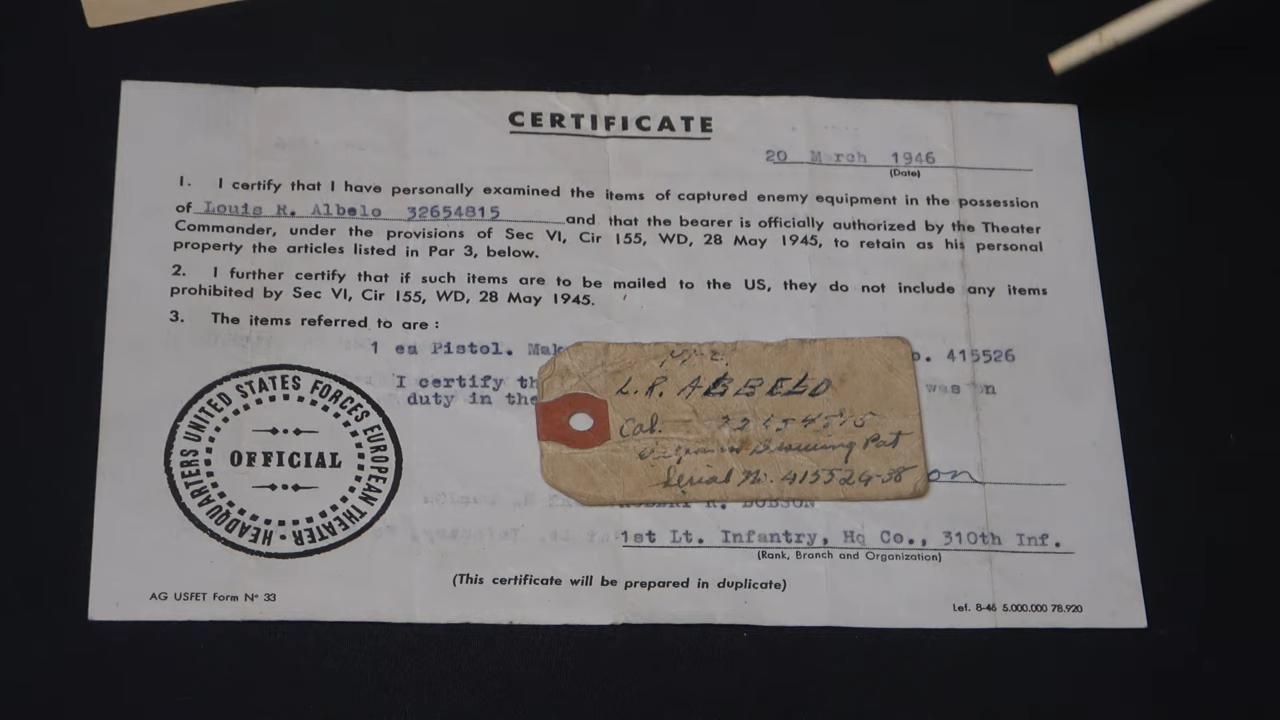 CERTIFICATE
20 March 1946
(Date)
1. I certify that I have personally examined the items of captured enemy equipment in the possession
of Louis R. Albelo 32654815 and that the bearer is officially authorized by the Theater
Commander, under the provisions of Sec VI, Cir 155, WD, 28 May 1945, to retain as his personal
property the articles listed in Par 3, below.
2. I further certify that if such items are to be mailed to the US, they do not include any items
prohibited by Sec VI, Cir 155, WD, 28 May 1945.
3. The items referred to are :
1 ea Pistol. 415526
I certify was on
duty in the
L.R. ALBELO
Cal.
Serial No. 415526-38
HEADQUARTERS UNITED STATES FORCES EUROPEAN THEATER
OFFICIAL
R. DOBSON
1st Lt. Infantry, Hq Co., 310th Inf.
(Rank, Branch and Organization)
(This certificate will be prepared in duplicate)
AG USFET Form N° 33
Lef. 8-46 5.000.000 78.920